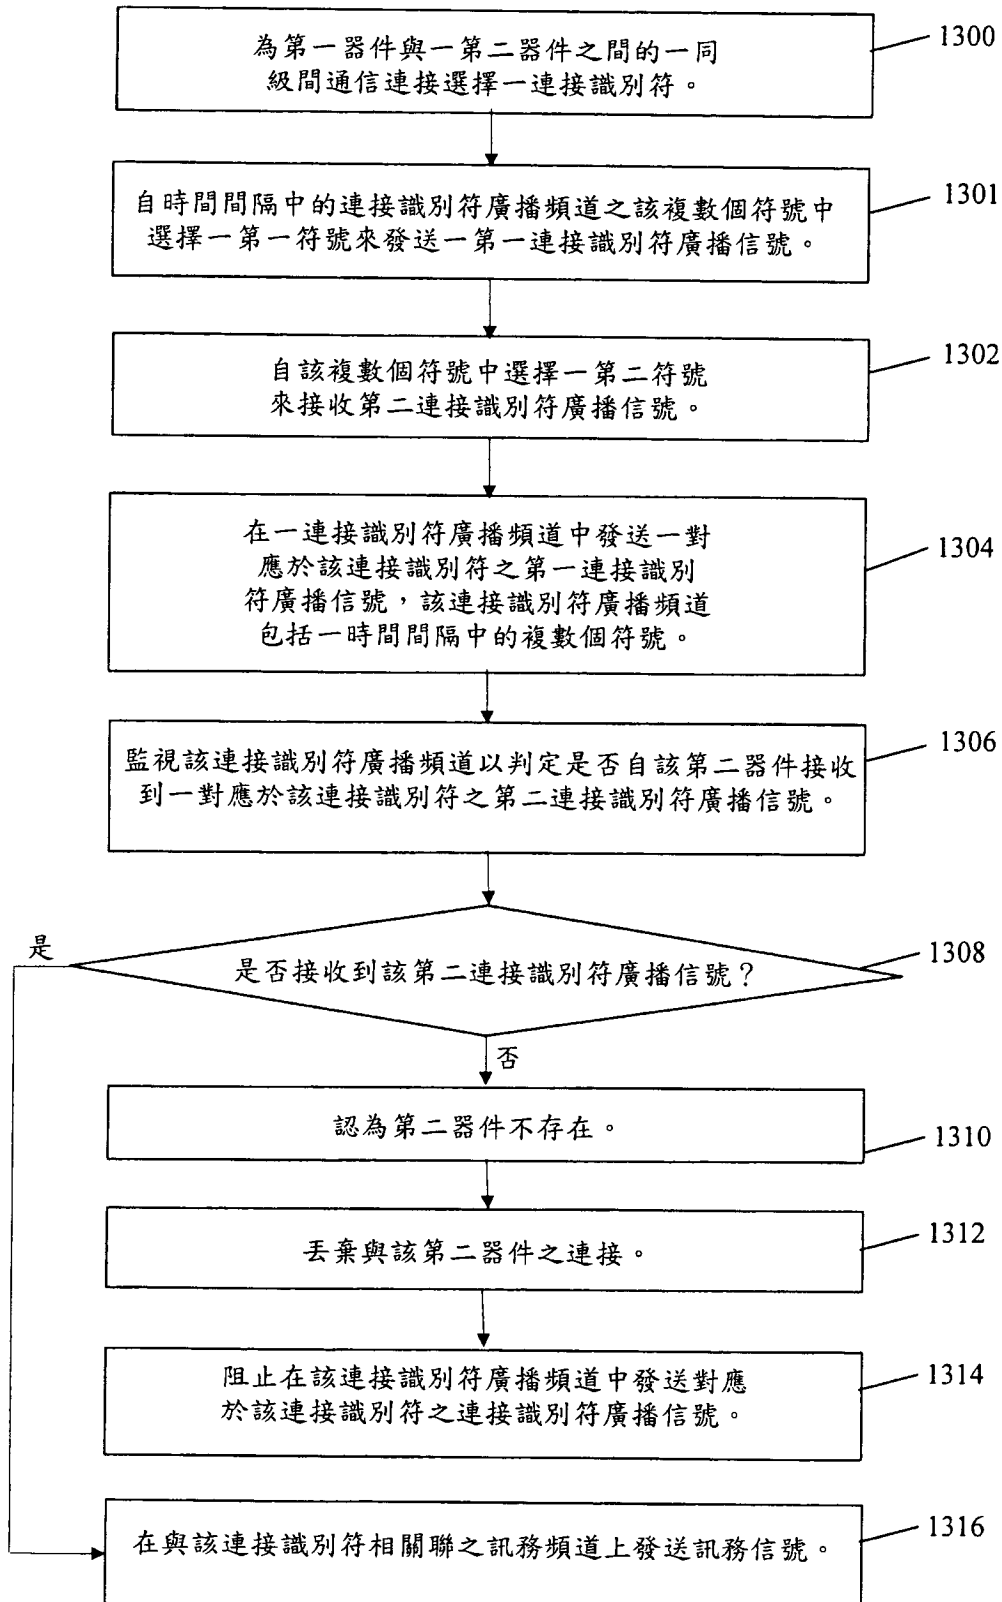 為第一器件與一第二器件之間的一同
級間通信連接選擇一連接識別符。
1300
自時間間隔中的連接識別符廣播頻道之該複數個符號中
選擇一第一符號來發送一第一連接識別符廣播信號。
1301
自該複數個符號中選擇一第二符號
來接收第二連接識別符廣播信號。
1302
在一連接識別符廣播頻道中發送一對
應於該連接識別符之第一連接識別
符廣播信號，該連接識別符廣播頻道
包括一時間間隔中的複數個符號。
1304
監視該連接識別符廣播頻道以判定是否自該第二器件接收
到一對應於該連接識別符之第二連接識別符廣播信號。
1306
是
是否接收到該第二連接識別符廣播信號？
1308
否
認為第二器件不存在。
1310
丟棄與該第二器件之連接。
1312
阻止在該連接識別符廣播頻道中發送對應
於該連接識別符之連接識別符廣播信號。
1314
在與該連接識別符相關聯之訊務頻道上發送訊務信號。
1316